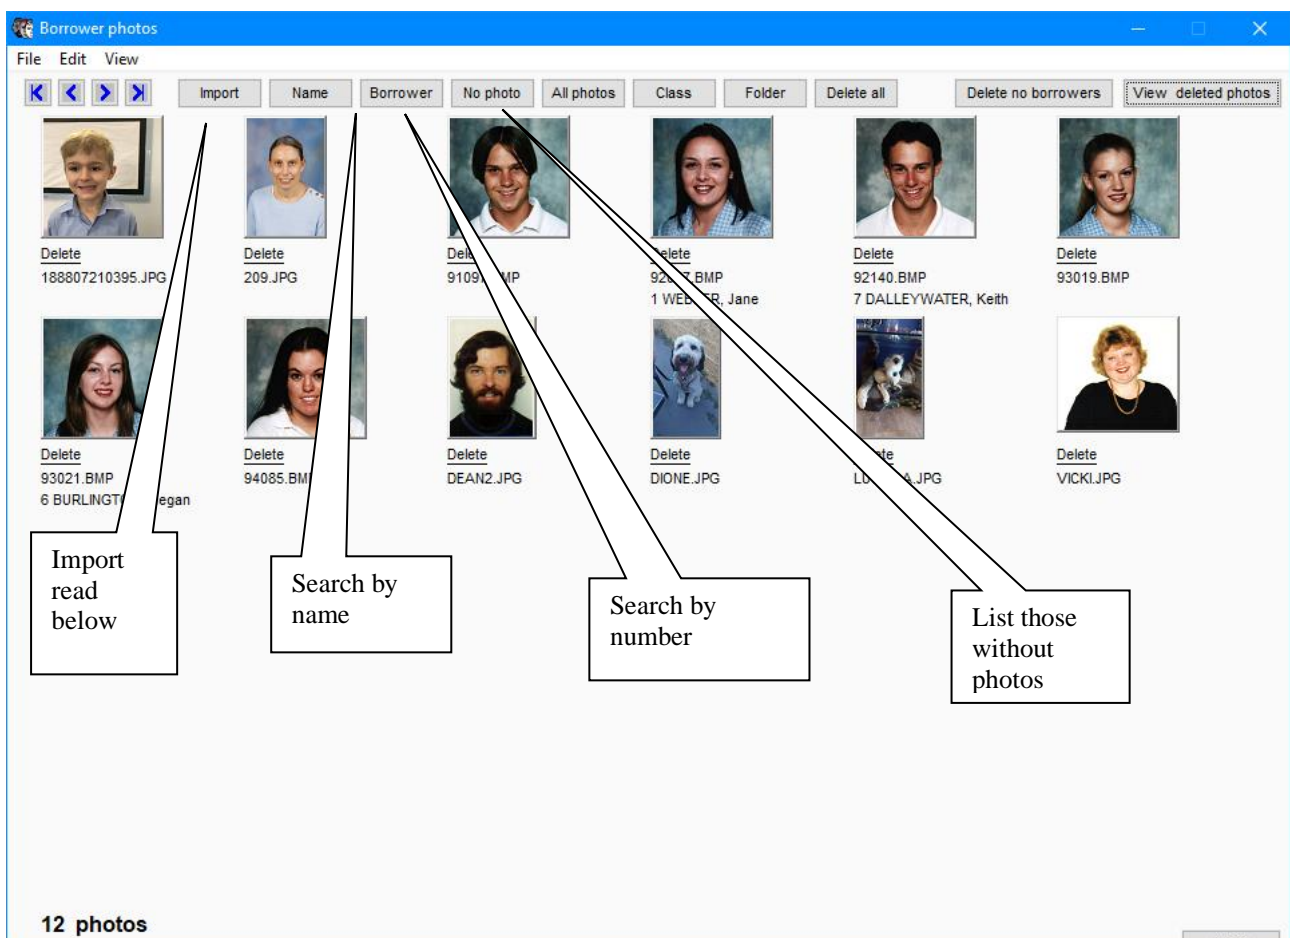 Borrower photos
File Edit View
Import Name Borrower No photo All photos Class Folder Delete all Delete no borrowers View deleted photos
Delete Delete Delete Delete Delete
188807210395.JPG 209.JPG 92140.BMP 93019.BMP
1 Jane 7 DALLEYWATER, Keith
Delete Delete Delete Delete Delete
93021.BMP DEAN2.JPG DIONE.JPG VICKI.JPG
6
Import
read
below
Search by
name
Search by
number
List those
without
photos
12 photos